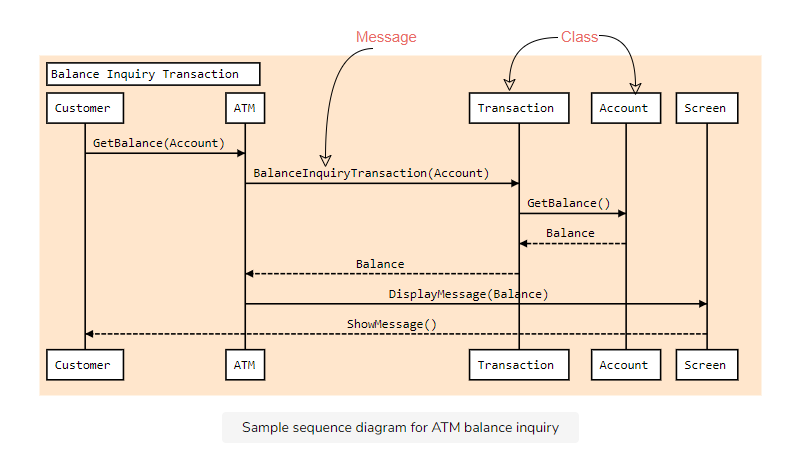 Message
Class
Balance Inquiry Transaction
Customer
ATM
Transaction
Account
Screen
GetBalance(Account)
BalanceInquiryTransaction(Account)
GetBalance()
Balance
Balance
DisplayMessage(Balance)
ShowMessage()
Customer
ATM
Transaction
Account
Screen
Sample sequence diagram for ATM balance inquiry